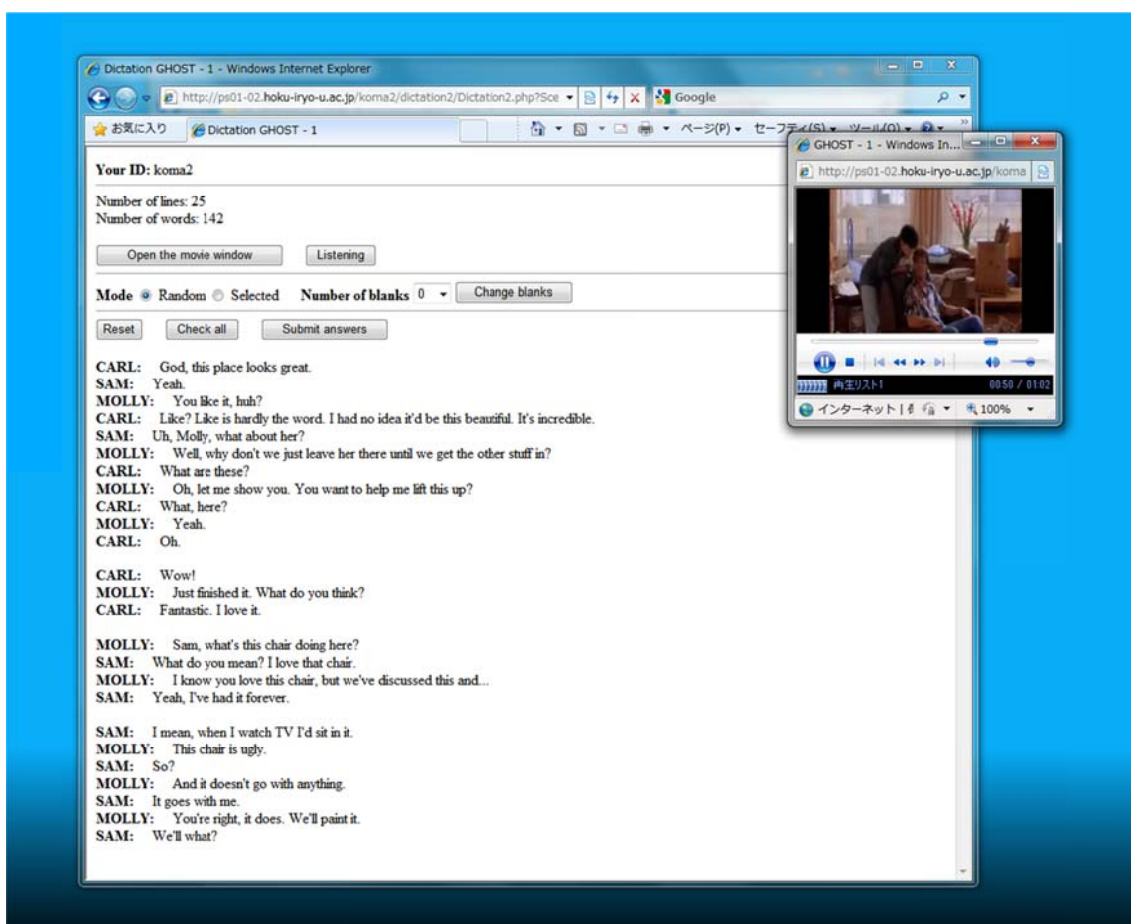 Dictation GHOST - 1 - Windows Internet Explorer
http://ps01-02.hoku-iryo-u.ac.jp/koma2/dictation2/Dictation2.php?Sce
Google
お気に入り
Dictation GHOST - 1
ページ(P)
セーフティ(S)
ツール(O)
GHOST - 1 - Windows In...
http://ps01-02.hoku-iryo-u.ac.jp/koma
再生リスト1
00:50 / 01:02
インターネット
100%
Your ID: koma2
Number of lines: 25
Number of words: 142
Open the movie window Listening
Mode Random Selected Number of blanks 0 Change blanks
Reset Check all Submit answers
CARL: God, this place looks great.
SAM: Yeah.
MOLLY: You like it, huh?
CARL: Like? Like is hardly the word. I had no idea it'd be this beautiful. It's incredible.
SAM: Uh, Molly, what about her?
MOLLY: Well, why don't we just leave her there until we get the other stuff in?
CARL: What are these?
MOLLY: Oh, let me show you. You want to help me lift this up?
CARL: What, here?
MOLLY: Yeah.
CARL: Oh.
CARL: Wow!
MOLLY: Just finished it. What do you think?
CARL: Fantastic. I love it.
MOLLY: Sam, what's this chair doing here?
SAM: What do you mean? I love that chair.
MOLLY: I know you love this chair, but we've discussed this and...
SAM: Yeah, I've had it forever.
SAM: I mean, when I watch TV I'd sit in it.
MOLLY: This chair is ugly.
SAM: So?
MOLLY: And it doesn't go with anything.
SAM: It goes with me.
MOLLY: You're right, it does. We'll paint it.
SAM: We'll what?